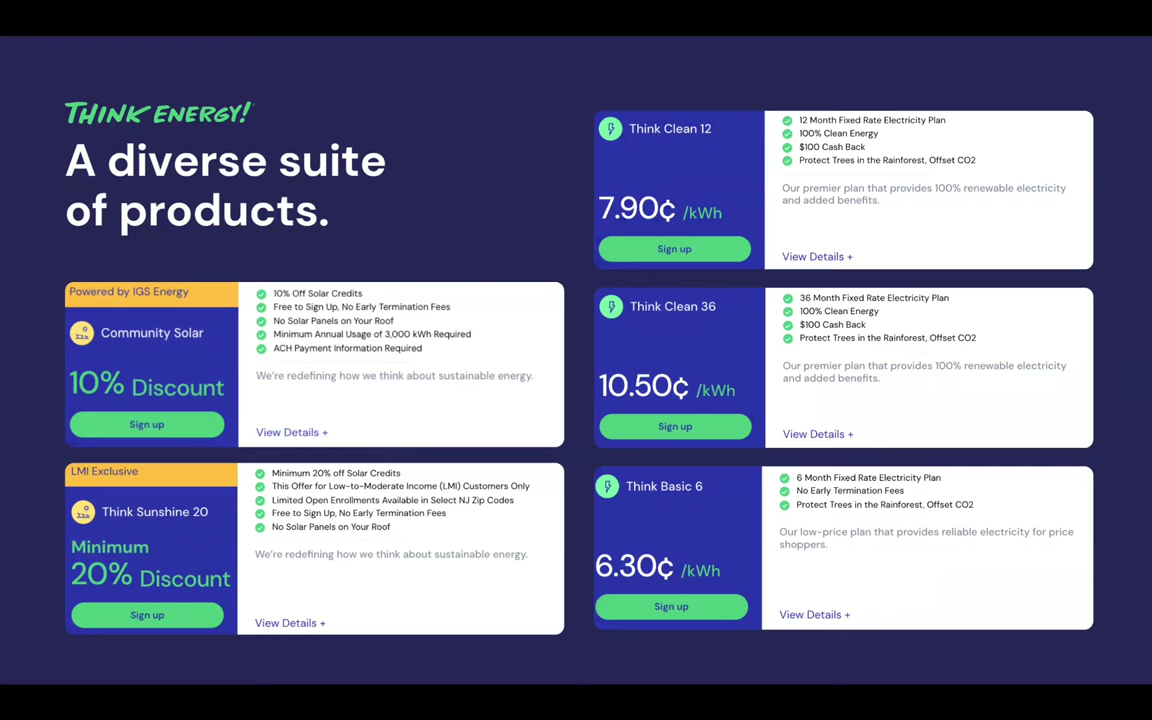 THINK ENERGY!
A diverse suite
of products.
Powered by IGS Energy
Community Solar
10% Discount
Sign up
10% Off Solar Credits
Free to Sign Up, No Early Termination Fees
No Solar Panels on Your Roof
Minimum Annual Usage of 3,000 kWh Required
ACH Payment Information Required
We're redefining how we think about sustainable energy.
View Details +
LMI Exclusive
Think Sunshine 20
Minimum
20% Discount
Sign up
Minimum 20% off Solar Credits
This Offer for Low-to-Moderate Income (LMI) Customers Only
Limited Open Enrollments Available in Select NJ Zip Codes
Free to Sign Up, No Early Termination Fees
No Solar Panels on Your Roof
We're redefining how we think about sustainable energy.
View Details +
Think Clean 12
7.90¢ /kWh
Sign up
12 Month Fixed Rate Electricity Plan
100% Clean Energy
$100 Cash Back
Protect Trees in the Rainforest, Offset CO2
Our premier plan that provides 100% renewable electricity
and added benefits.
View Details +
Think Clean 36
10.50¢ /kWh
Sign up
36 Month Fixed Rate Electricity Plan
100% Clean Energy
$100 Cash Back
Protect Trees in the Rainforest, Offset CO2
Our premier plan that provides 100% renewable electricity
and added benefits.
View Details +
Think Basic 6
6.30¢ /kWh
Sign up
6 Month Fixed Rate Electricity Plan
No Early Termination Fees
Protect Trees in the Rainforest, Offset CO2
Our low-price plan that provides reliable electricity for price
shoppers.
View Details +